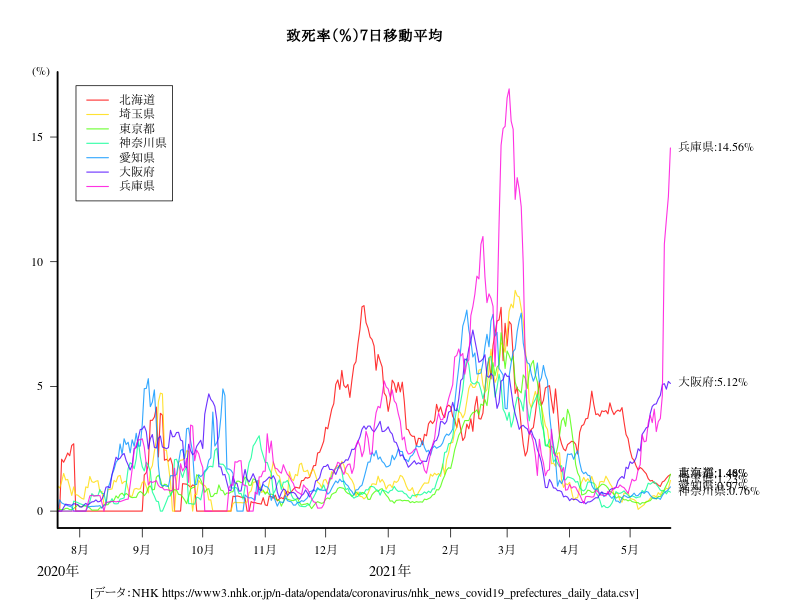 致死率(%)7日移動平均
(%)
北海道
埼玉県
東京都
神奈川県
愛知県
大阪府
兵庫県
15
10
5
0
兵庫県:14.56%
大阪府:5.12%
神奈川県:0.76%
8月 9月 10月 11月 12月 1月 2月 3月 4月 5月
2020年 2021年
[データ:NHK https://www3.nhk.or.jp/n-data/opendata/coronavirus/nhk_news_covid19_prefectures_daily_data.csv]